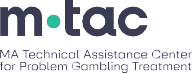 m·tac
MA Technical Assistance Center
for Problem Gambling Treatment